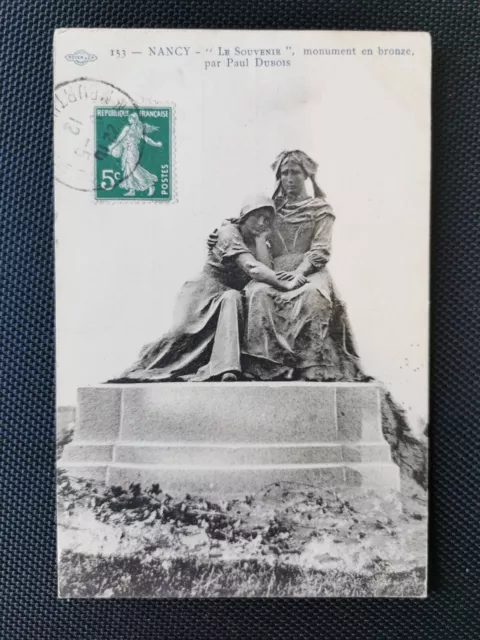 153 — NANCY - " LE SOUVENIR ", monument en bronze,
par Paul DUBOIS
REPUBLIQUE FRANÇAISE
5c
POSTES